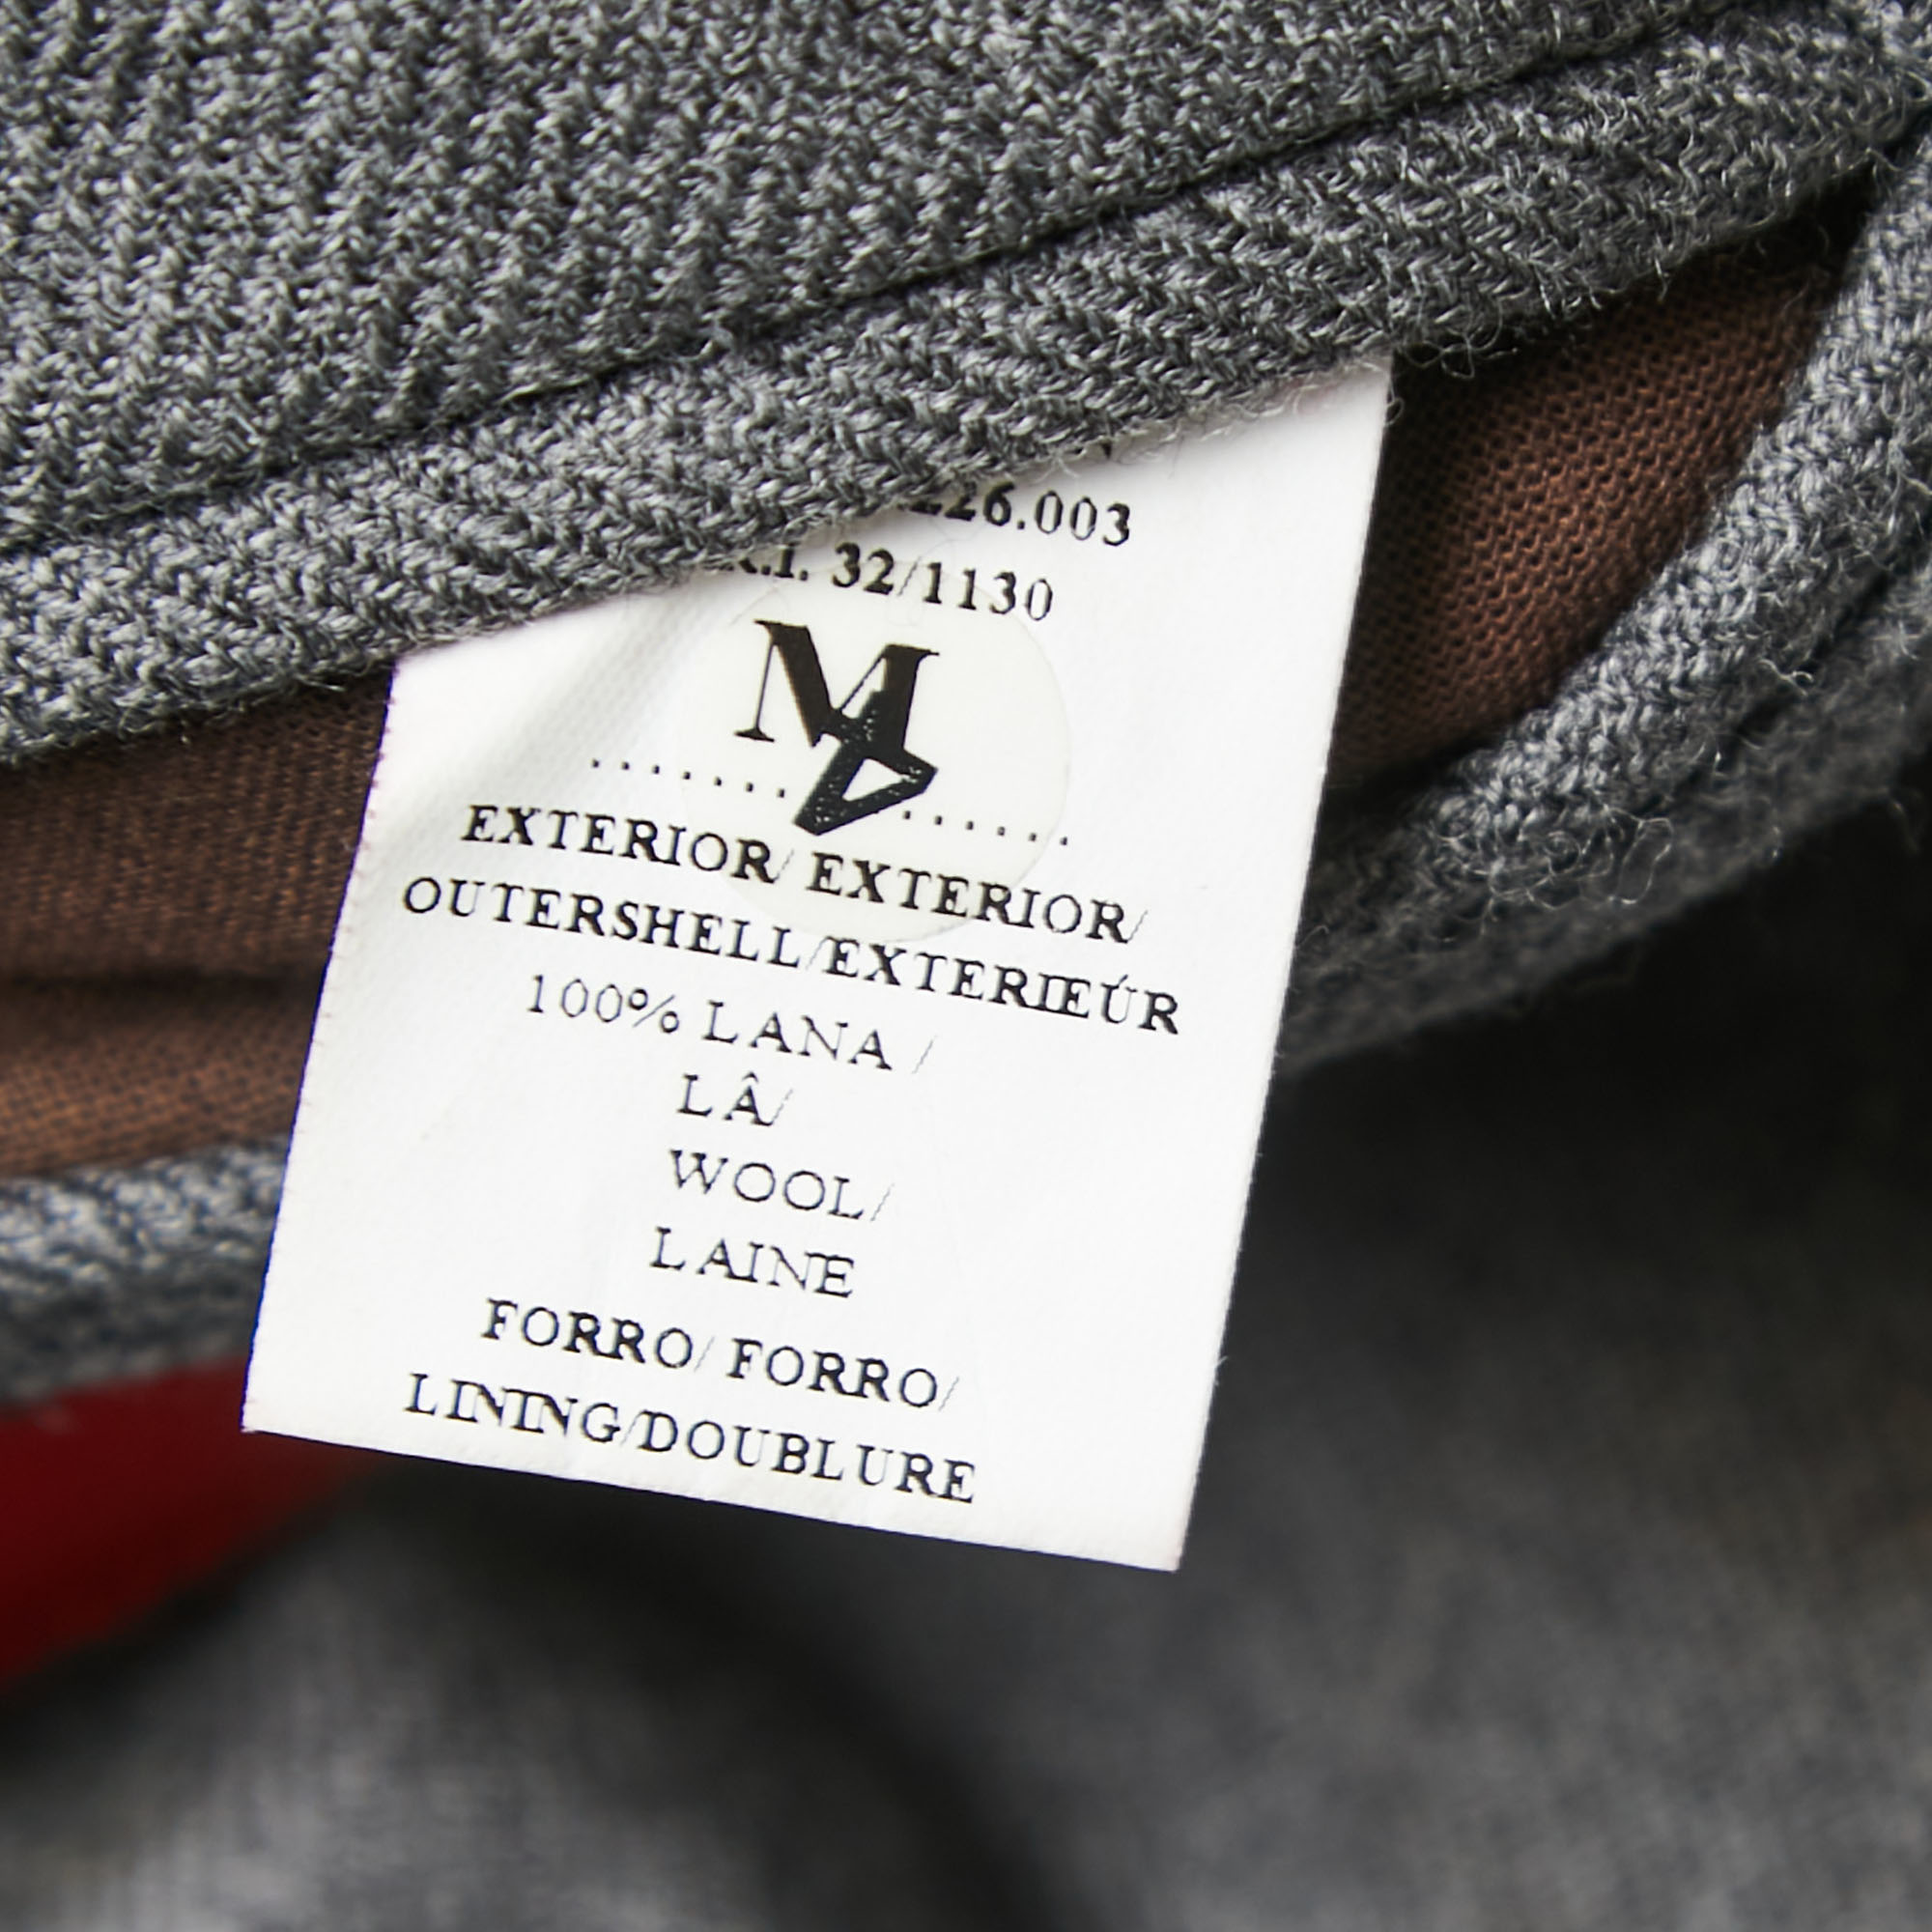 226.003
R.I. 32/1130
M
EXTERIOR/ EXTERIOR/
OUTERSHELL/EXTERIEÚR
100% LANA /
LÂ/
WOOL/
LAINE
FORRO/ FORRO/
LINING/DOUBLURE